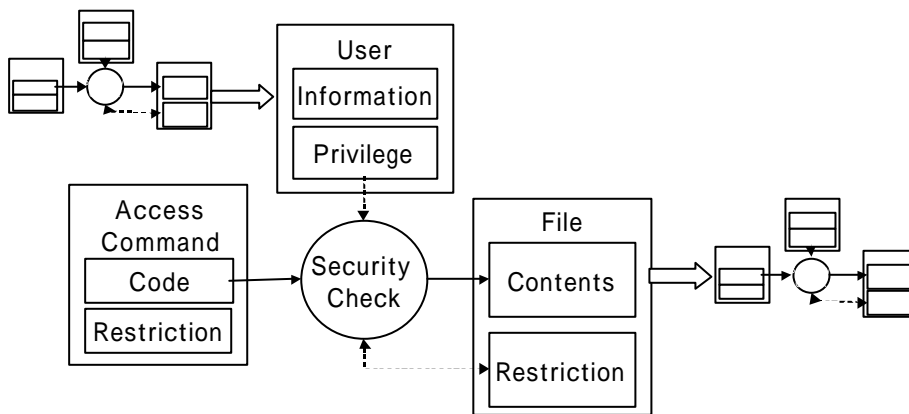 User
Information
Privilege
Access
Command
Code
Restriction
Security
Check
File
Contents
Restriction